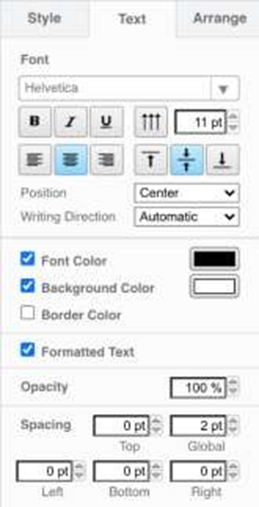 Style Text Arrange
Font
Helvetica
B I U 11 pt
Position Center
Writing Direction Automatic
Font Color
Background Color
Border Color
Formatted Text
Opacity 100 %
Spacing 0 pt 2 pt
Top Global
0 pt 0 pt 0 pt
Left Bottom Right